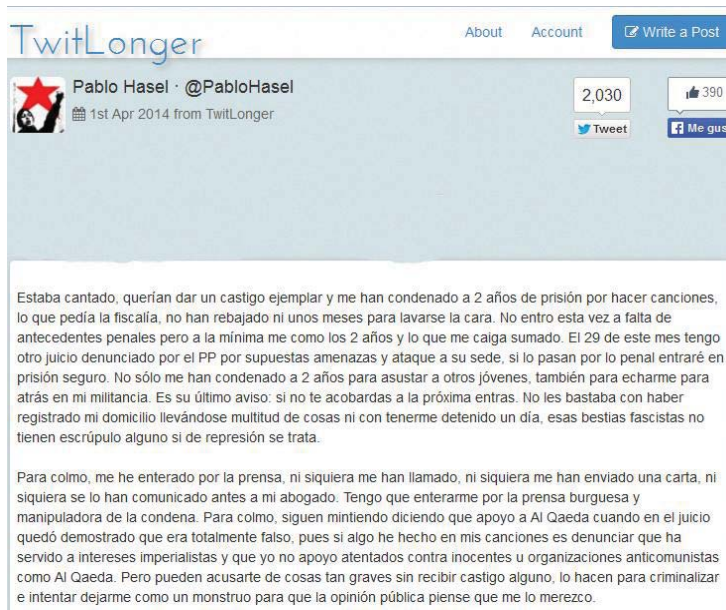 TwitLonger
About Account Write a Post
Pablo Hasel · @PabloHasel
1st Apr 2014 from TwitLonger
2,030
390
Tweet
Me gus
Estaba cantado, querían dar un castigo ejemplar y me han condenado a 2 años de prisión por hacer canciones,
lo que pedía la fiscalía, no han rebajado ni unos meses para lavarse la cara. No entro esta vez a falta de
antecedentes penales pero a la mínima me como los 2 años y lo que me caiga sumado. El 29 de este mes tengo
otro juicio denunciado por el PP por supuestas amenazas y ataque a su sede, si lo pasan por lo penal entraré en
prisión seguro. No sólo me han condenado a 2 años para asustar a otros jóvenes, también para echarme para
atrás en mi militancia. Es su último aviso: si no te acobardas a la próxima entras. No les bastaba con haber
registrado mi domicilio llevándose multitud de cosas ni con tenerme detenido un día, esas bestias fascistas no
tienen escrúpulo alguno si de represión se trata.
Para colmo, me he enterado por la prensa, ni siquiera me han llamado, ni siquiera me han enviado una carta, ni
siquiera se lo han comunicado antes a mi abogado. Tengo que enterarme por la prensa burguesa y
manipuladora de la condena. Para colmo, siguen mintiendo diciendo que apoyo a Al Qaeda cuando en el juicio
quedó demostrado que era totalmente falso, pues si algo he hecho en mis canciones es denunciar que ha
servido a intereses imperialistas y que yo no apoyo atentados contra inocentes u organizaciones anticomunistas
como Al Qaeda. Pero pueden acusarte de cosas tan graves sin recibir castigo alguno, lo hacen para criminalizar
e intentar dejarme como un monstruo para que la opinión pública piense que me lo merezco.